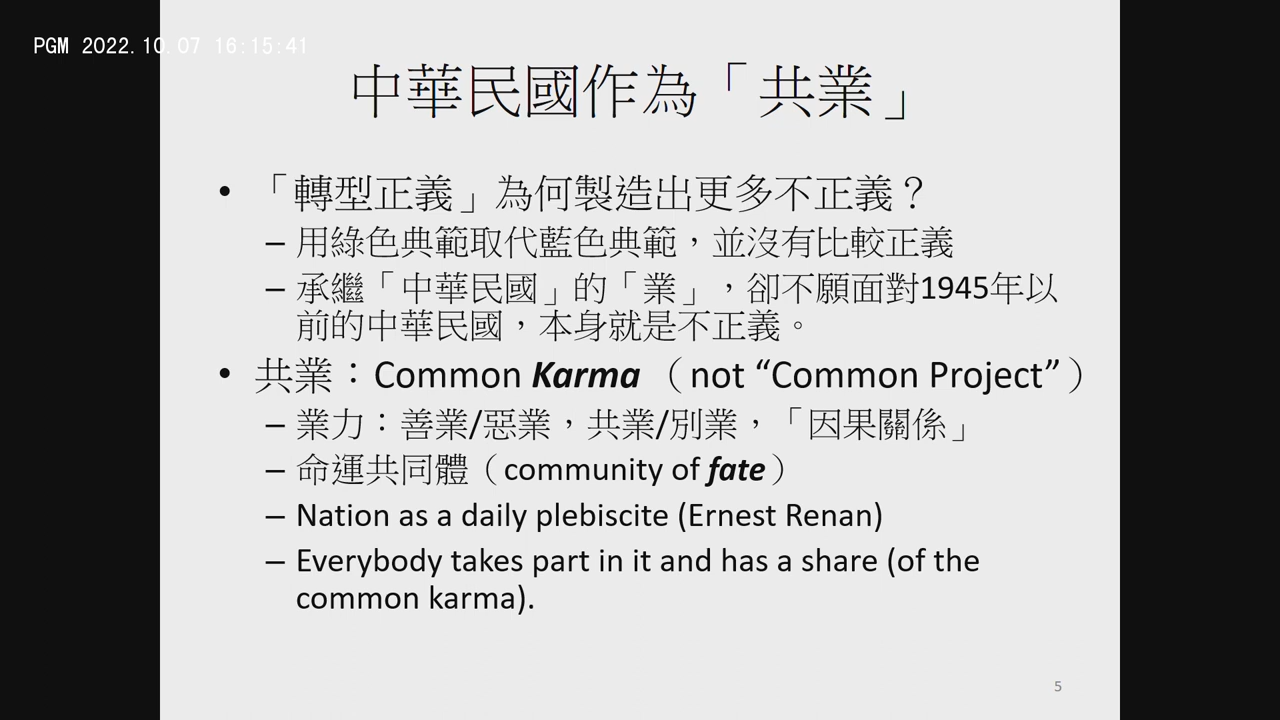 PGM 2022.10.07 16:15:41
中華民國作為「共業」
• 「轉型正義」為何製造出更多不正義？
– 用綠色典範取代藍色典範，並沒有比較正義
– 承繼「中華民國」的「業」，卻不願面對1945年以
前的中華民國，本身就是不正義。
• 共業：Common Karma （not “Common Project”）
– 業力：善業/惡業，共業/別業，「因果關係」
– 命運共同體（community of fate）
– Nation as a daily plebiscite (Ernest Renan)
– Everybody takes part in it and has a share (of the
common karma).
5